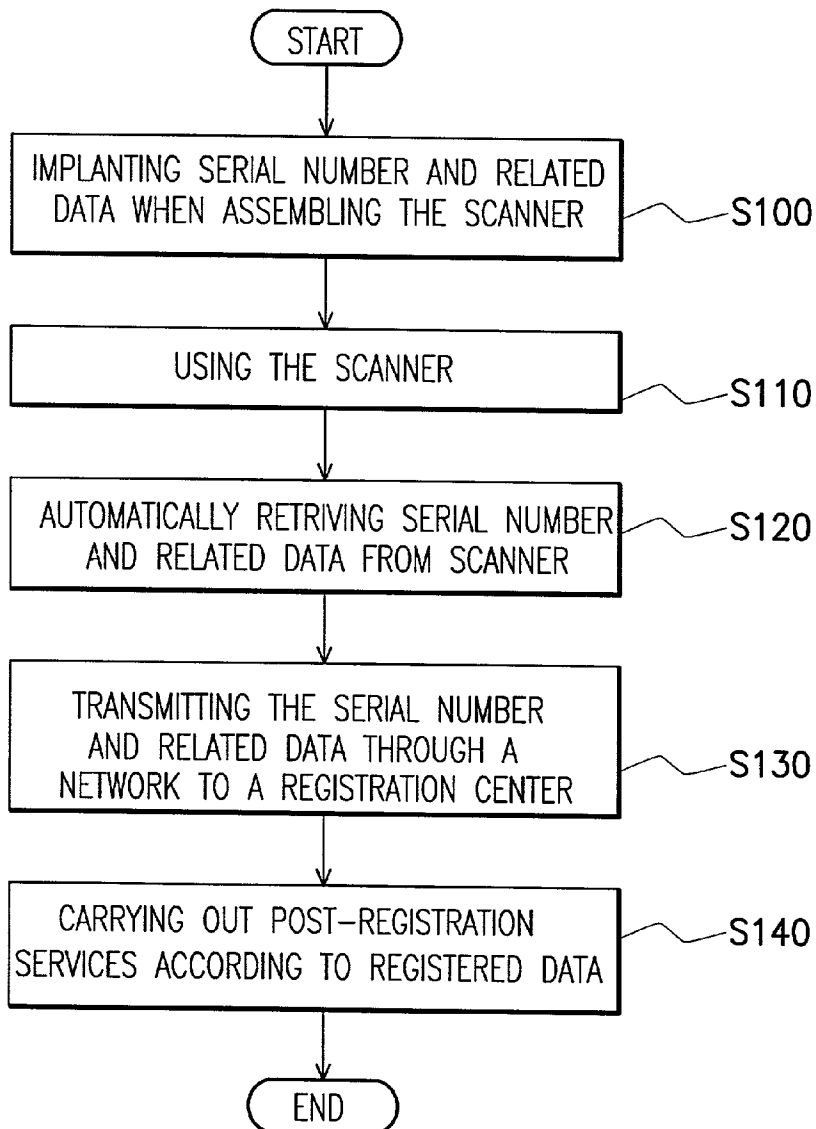 START
IMPLANTING SERIAL NUMBER AND RELATED
DATA WHEN ASSEMBLING THE SCANNER
S100
USING THE SCANNER
S110
AUTOMATICALLY RETRIVING SERIAL NUMBER
AND RELATED DATA FROM SCANNER
S120
TRANSMITTING THE SERIAL NUMBER
AND RELATED DATA THROUGH A
NETWORK TO A REGISTRATION CENTER
S130
CARRYING OUT POST-REGISTRATION
SERVICES ACCORDING TO REGISTERED DATA
S140
END